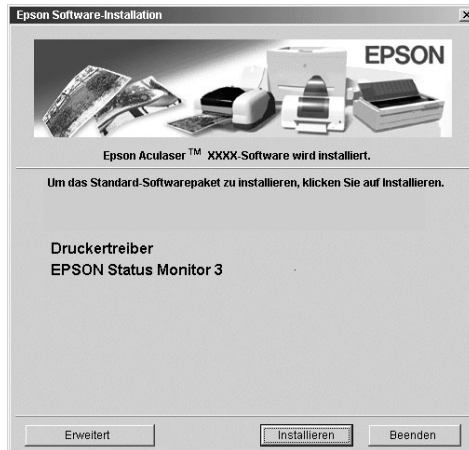 Epson Software-Installation
EPSON
Epson Aculaser™ XXXX-Software wird installiert.
Um das Standard-Softwarepaket zu installieren, klicken Sie auf Installieren.
Druckertreiber
EPSON Status Monitor 3
Erweitert
Installieren
Beenden